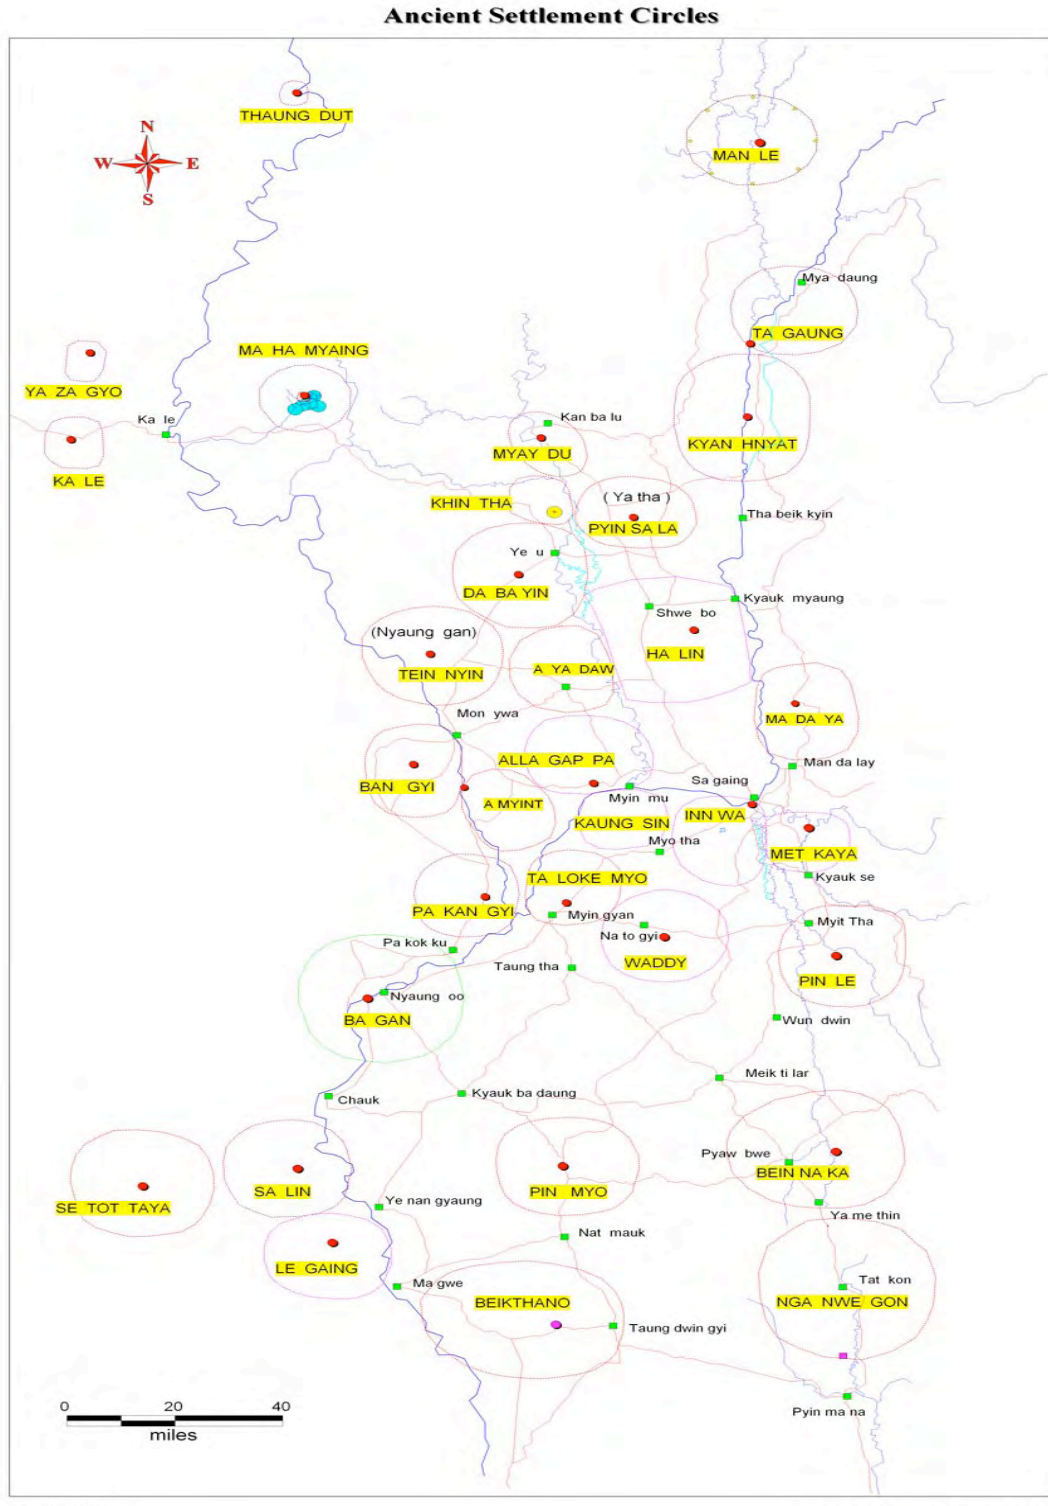 Ancient Settlement Circles
THAUNG DUT
N
W E
S
MAN LE
Mya daung
TA GAUNG
MA HA MYAING
YA ZA GYO
Ka le
KA LE
Kan ba lu
MYAY DU
KYAN HNYAT
KHIN THA
( Ya tha )
PYIN SA LA
Tha beik kyin
Ye u
DA BA YIN
Kyauk myaung
Shwe bo
HA LIN
(Nyaung gan)
TEIN NYIN
A YA DAW
Mon ywa
MA DA YA
ALLA GAP PA
Man da lay
BAN GYI
Sa gaing
A MYINT
Myin mu
INN WA
KAUNG SIN
Myo tha
MET KAYA
Kyauk se
TA LOKE MYO
PA KAN GYI
Myin gyan
Myit Tha
Na to gyi
Pa kok ku
WADDY
Taung tha
PIN LE
Nyaung oo
BA GAN
Wun dwin
Meik ti lar
Chauk
Kyauk ba daung
Pyaw bwe
BEIN NA KA
SA LIN
PIN MYO
SE TOT TAYA
Ye nan gyaung
Ya me thin
Nat mauk
LE GAING
Ma gwe
Tat kon
BEIKTHANO
NGA NWE GON
Taung dwin gyi
Pyin ma na
0 20 40
miles